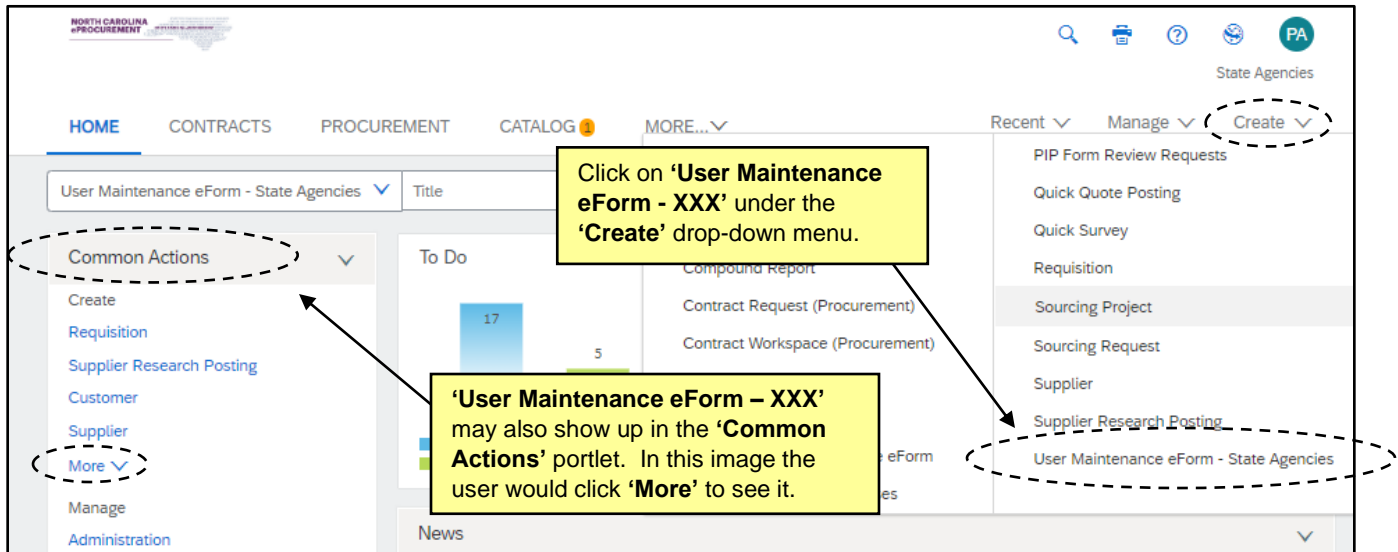 NORTH CAROLINA
ePROCUREMENT
PA
State Agencies
HOME CONTRACTS PROCUREMENT CATALOG 1 MORE... Recent Manage Create
User Maintenance eForm - State Agencies Title
Click on ‘User Maintenance
eForm - XXX’ under the
‘Create’ drop-down menu.
PIP Form Review Requests
Quick Quote Posting
Quick Survey
Requisition
Sourcing Project
Sourcing Request
Supplier
Supplier Research Posting
User Maintenance eForm - State Agencies
Compound Report
Contract Request (Procurement)
Contract Workspace (Procurement)
eForm
es
Common Actions
Create
Requisition
Supplier Research Posting
Customer
Supplier
More
Manage
Administration
To Do
17
5
‘User Maintenance eForm – XXX’
may also show up in the ‘Common
Actions’ portlet. In this image the
user would click ‘More’ to see it.
News